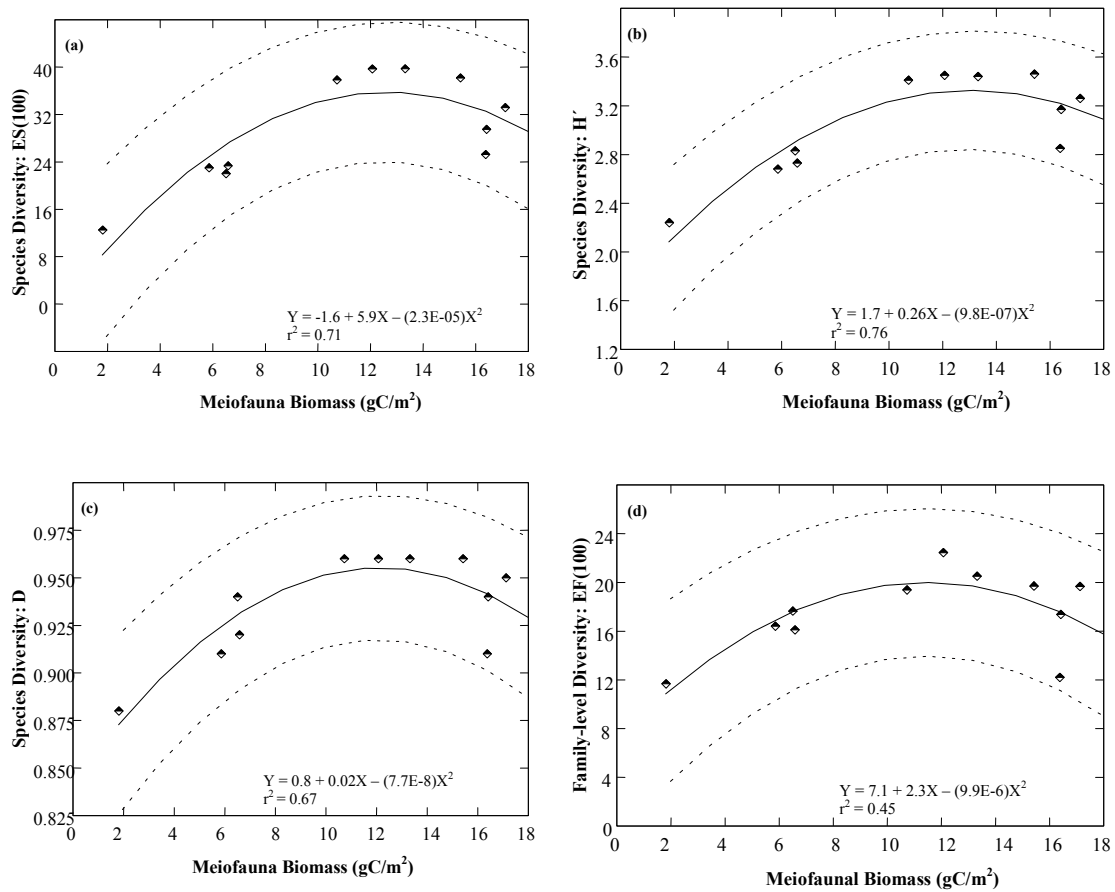 (a)
Species Diversity: ES(100)
40
32
24
16
8
0
Y = -1.6 + 5.9X – (2.3E-05)X²
r² = 0.71
0 2 4 6 8 10 12 14 16 18
Meiofauna Biomass (gC/m²)
(b)
Species Diversity: H´
3.6
3.2
2.8
2.4
2.0
1.6
1.2
Y = 1.7 + 0.26X – (9.8E-07)X²
r² = 0.76
0 2 4 6 8 10 12 14 16 18
Meiofauna Biomass (gC/m²)
(c)
Species Diversity: D
0.975
0.950
0.925
0.900
0.875
0.850
0.825
Y = 0.8 + 0.02X – (7.7E-8)X²
r² = 0.67
0 2 4 6 8 10 12 14 16 18
Meiofauna Biomass (gC/m²)
(d)
Family-level Diversity: EF(100)
24
20
16
12
8
4
0
Y = 7.1 + 2.3X – (9.9E-6)X²
r² = 0.45
0 2 4 6 8 10 12 14 16 18
Meiofaunal Biomass (gC/m²)